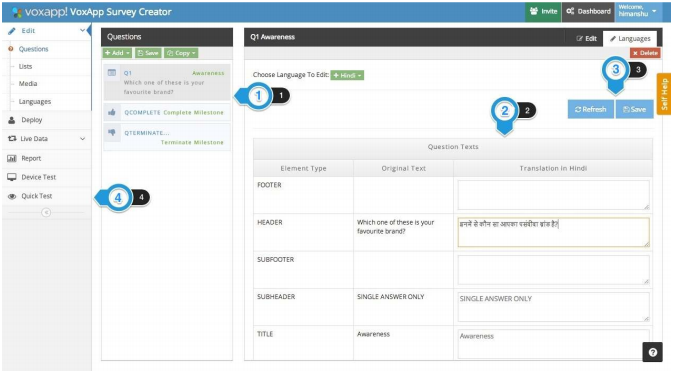 voxapp! VoxApp Survey Creator
Invite
Dashboard
Welcome,
himanshu
Edit
Questions
Lists
Media
Languages
Deploy
Live Data
Report
Device Test
Quick Test
Questions
+ Add
Save
Copy
Q1 Awareness
Which one of these is your
favourite brand?
QCOMPLETE Complete Milestone
QTERMINATE...
Terminate Milestone
Q1 Awareness
Edit
Languages
× Delete
Choose Language To Edit: + Hindi
1 1
2 2
3 3
4 4
Self Help
Refresh
Save
Question Texts
Element Type Original Text Translation in Hindi
FOOTER
HEADER
Which one of these is your
favourite brand?
इनमें से कौन सा आपका पसंदीदा ब्रांड है?
SUBFOOTER
SUBHEADER SINGLE ANSWER ONLY SINGLE ANSWER ONLY
TITLE Awareness Awareness
?